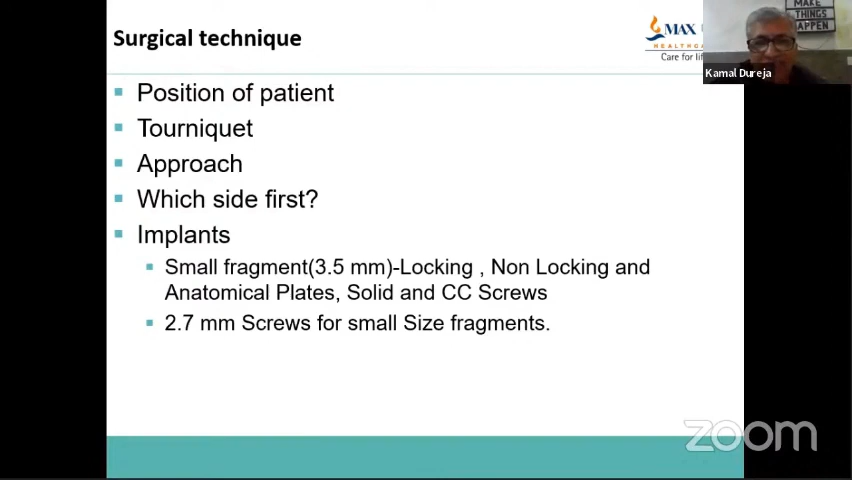 Surgical technique
MAX
HEALTHC
Care for lif
MAKE
THINGS
HAPPEN
Kamal Dureja
▪ Position of patient
▪ Tourniquet
▪ Approach
▪ Which side first?
▪ Implants
▪ Small fragment(3.5 mm)-Locking , Non Locking and
Anatomical Plates, Solid and CC Screws
▪ 2.7 mm Screws for small Size fragments.
zoom